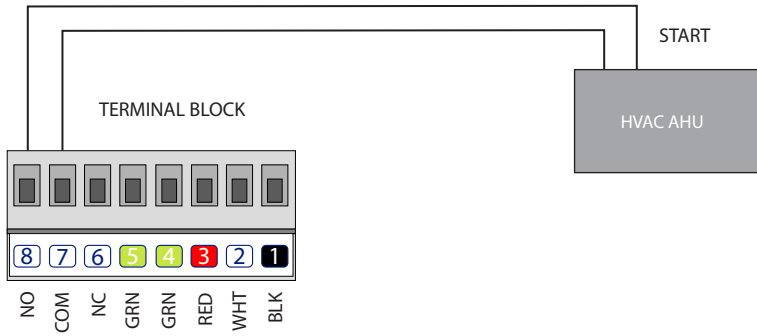 START
HVAC AHU
TERMINAL BLOCK
8 7 6 5 4 3 2 1
NO COM NC GRN GRN RED WHT BLK